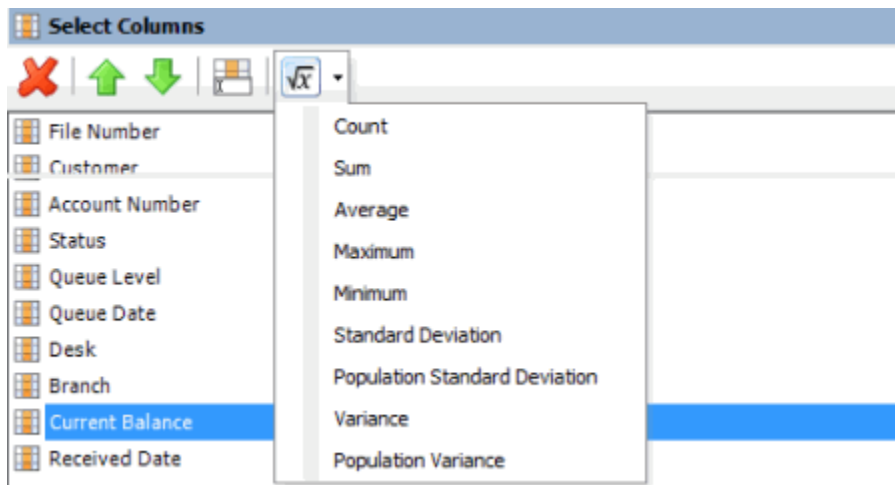 Select Columns
√x
File Number
Customer
Account Number
Status
Queue Level
Queue Date
Desk
Branch
Current Balance
Received Date
Count
Sum
Average
Maximum
Minimum
Standard Deviation
Population Standard Deviation
Variance
Population Variance